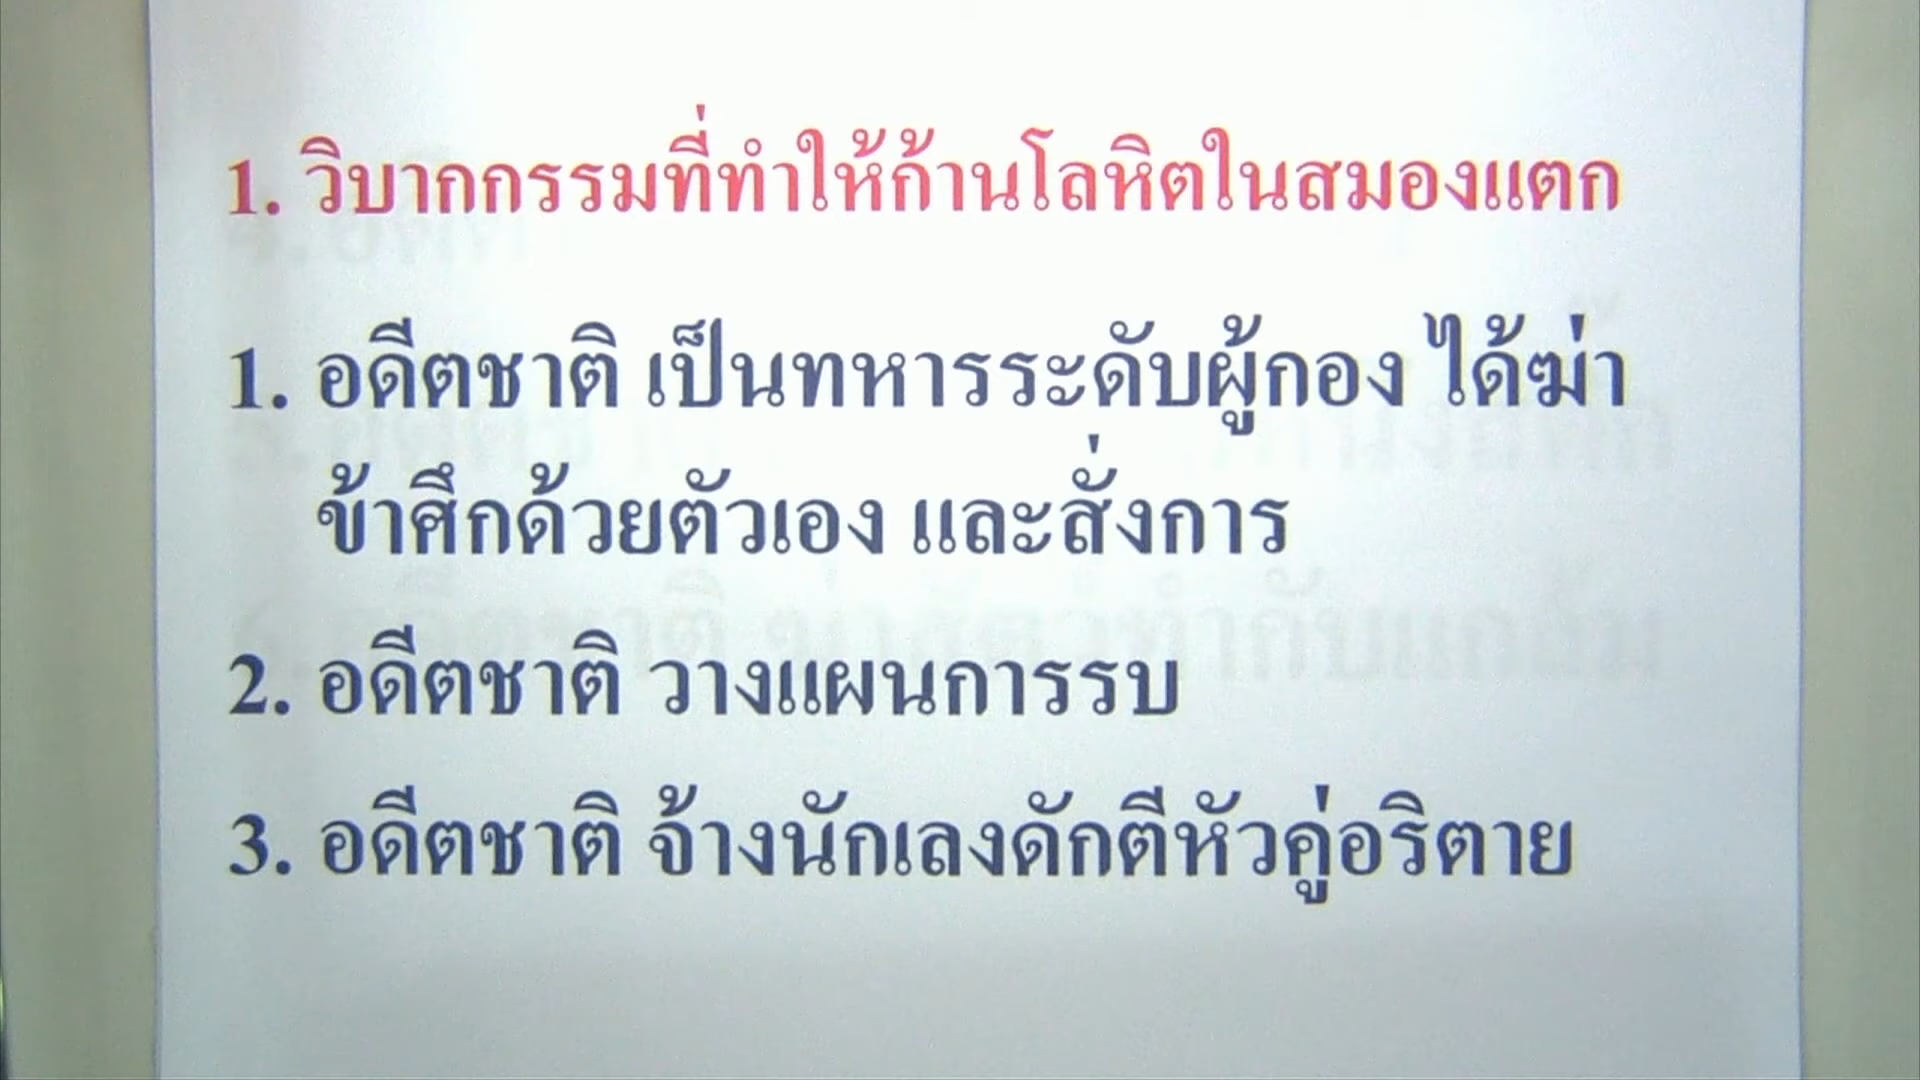 1. วิบากกรรมที่ทำให้ก้านโลหิตในสมองแตก
1. อดีตชาติ เป็นทหารระดับผู้กอง ได้ฆ่า
ข้าศึกด้วยตัวเอง และสั่งการ
2. อดีตชาติ วางแผนการรบ
3. อดีตชาติ จ้างนักเลงดักตีหัวคู่อริตาย